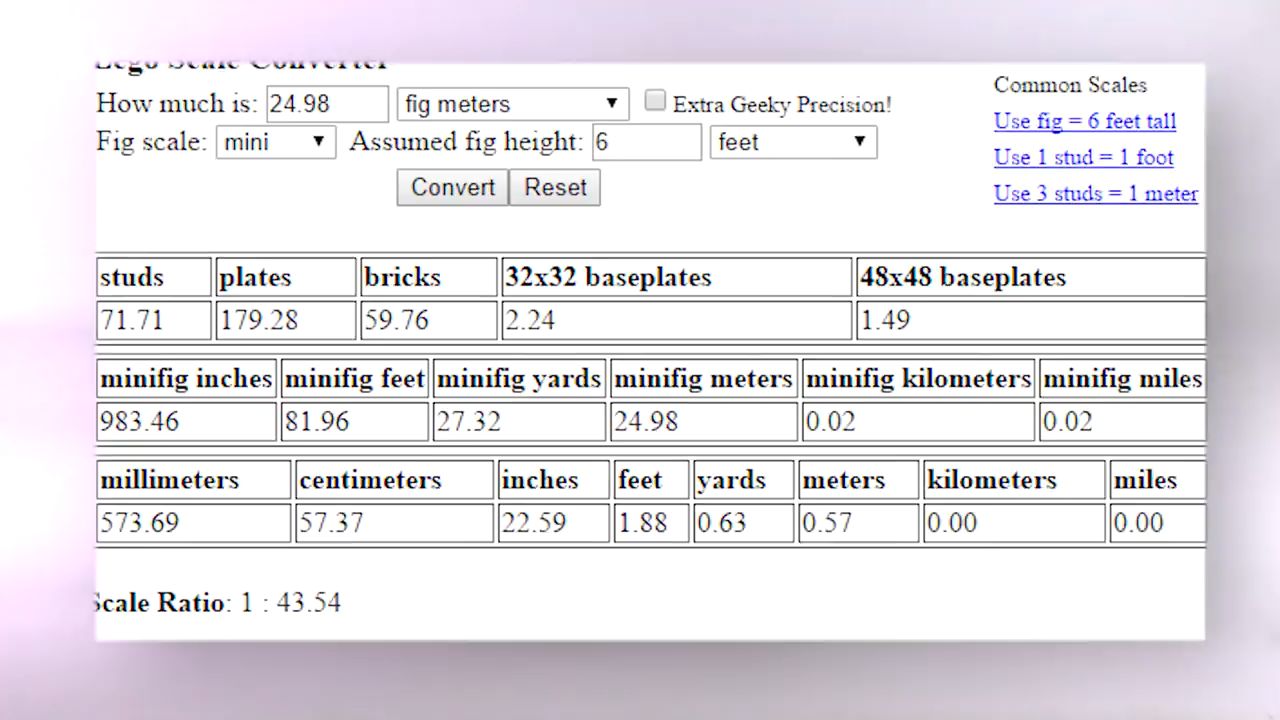 Lego Scale Converter
How much is: 24.98 fig meters Extra Geeky Precision!
Fig scale: mini Assumed fig height: 6 feet
Convert Reset
Common Scales
Use fig = 6 feet tall
Use 1 stud = 1 foot
Use 3 studs = 1 meter
studs plates bricks 32x32 baseplates 48x48 baseplates
71.71 179.28 59.76 2.24 1.49
minifig inches minifig feet minifig yards minifig meters minifig kilometers minifig miles
983.46 81.96 27.32 24.98 0.02 0.02
millimeters centimeters inches feet yards meters kilometers miles
573.69 57.37 22.59 1.88 0.63 0.57 0.00 0.00
Scale Ratio: 1 : 43.54